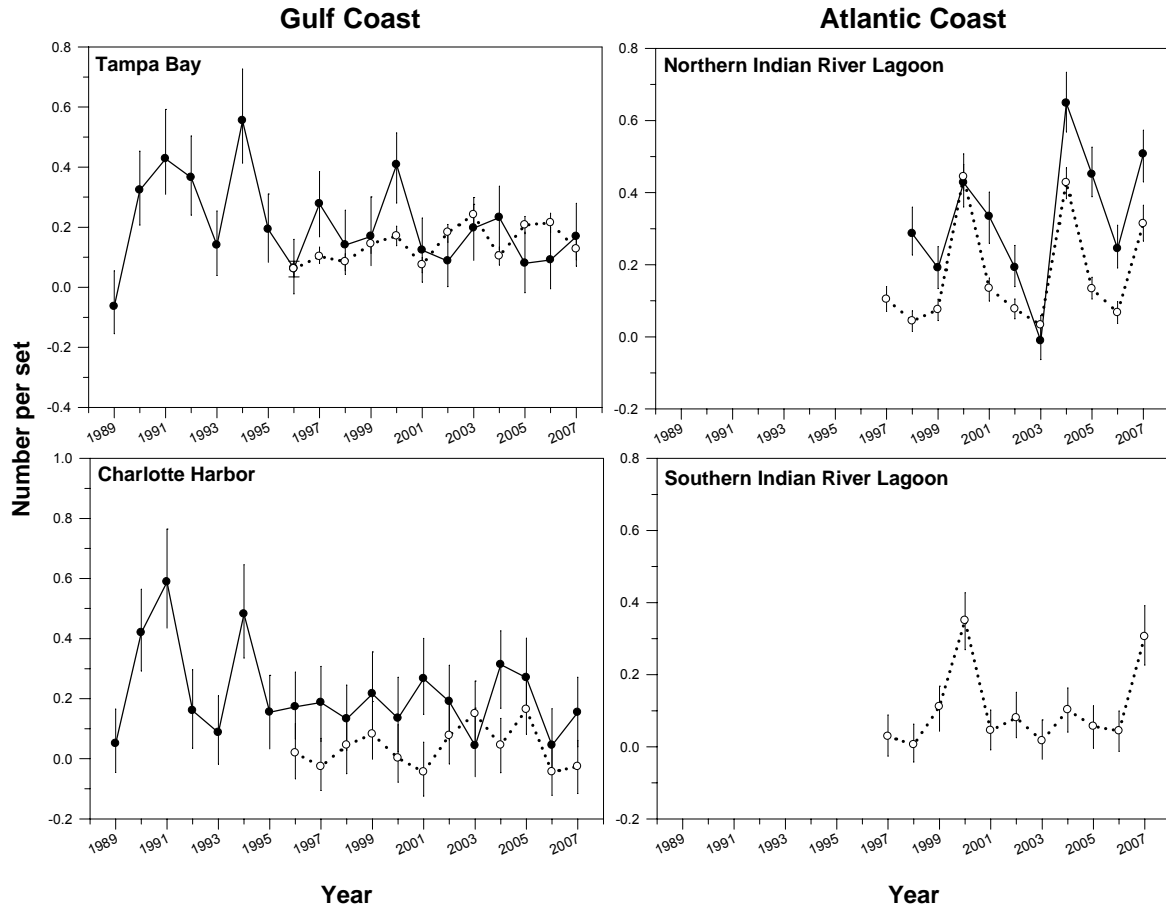 Gulf Coast
Atlantic Coast
Number per set
Tampa Bay
0.8
0.6
0.4
0.2
0.0
-0.2
-0.4
1989 1991 1993 1995 1997 1999 2001 2003 2005 2007
Northern Indian River Lagoon
0.8
0.6
0.4
0.2
0.0
-0.2
1989 1991 1993 1995 1997 1999 2001 2003 2005 2007
Charlotte Harbor
1.0
0.8
0.6
0.4
0.2
0.0
-0.2
1989 1991 1993 1995 1997 1999 2001 2003 2005 2007
Year
Southern Indian River Lagoon
0.8
0.6
0.4
0.2
0.0
-0.2
1989 1991 1993 1995 1997 1999 2001 2003 2005 2007
Year